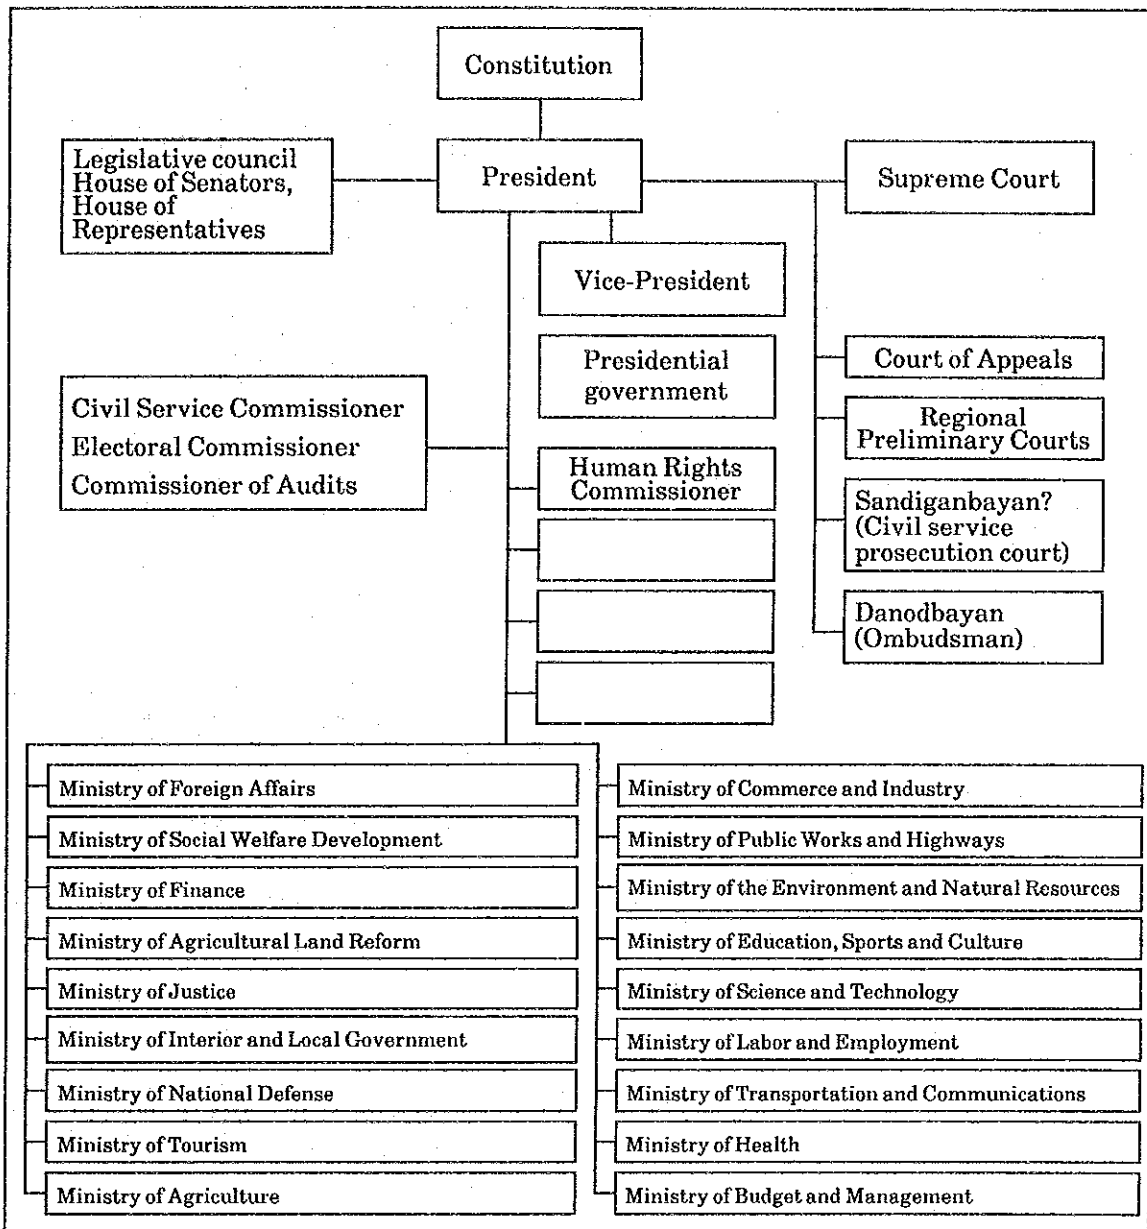 Constitution
Legislative council
House of Senators,
House of
Representatives
President
Supreme Court
Vice-President
Presidential
government
Court of Appeals
Civil Service Commissioner
Electoral Commissioner
Commissioner of Audits
Regional
Preliminary Courts
Human Rights
Commissioner
Sandiganbayan?
(Civil service
prosecution court)
Danodbayan
(Ombudsman)
Ministry of Foreign Affairs
Ministry of Social Welfare Development
Ministry of Finance
Ministry of Agricultural Land Reform
Ministry of Justice
Ministry of Interior and Local Government
Ministry of National Defense
Ministry of Tourism
Ministry of Agriculture
Ministry of Commerce and Industry
Ministry of Public Works and Highways
Ministry of the Environment and Natural Resources
Ministry of Education, Sports and Culture
Ministry of Science and Technology
Ministry of Labor and Employment
Ministry of Transportation and Communications
Ministry of Health
Ministry of Budget and Management